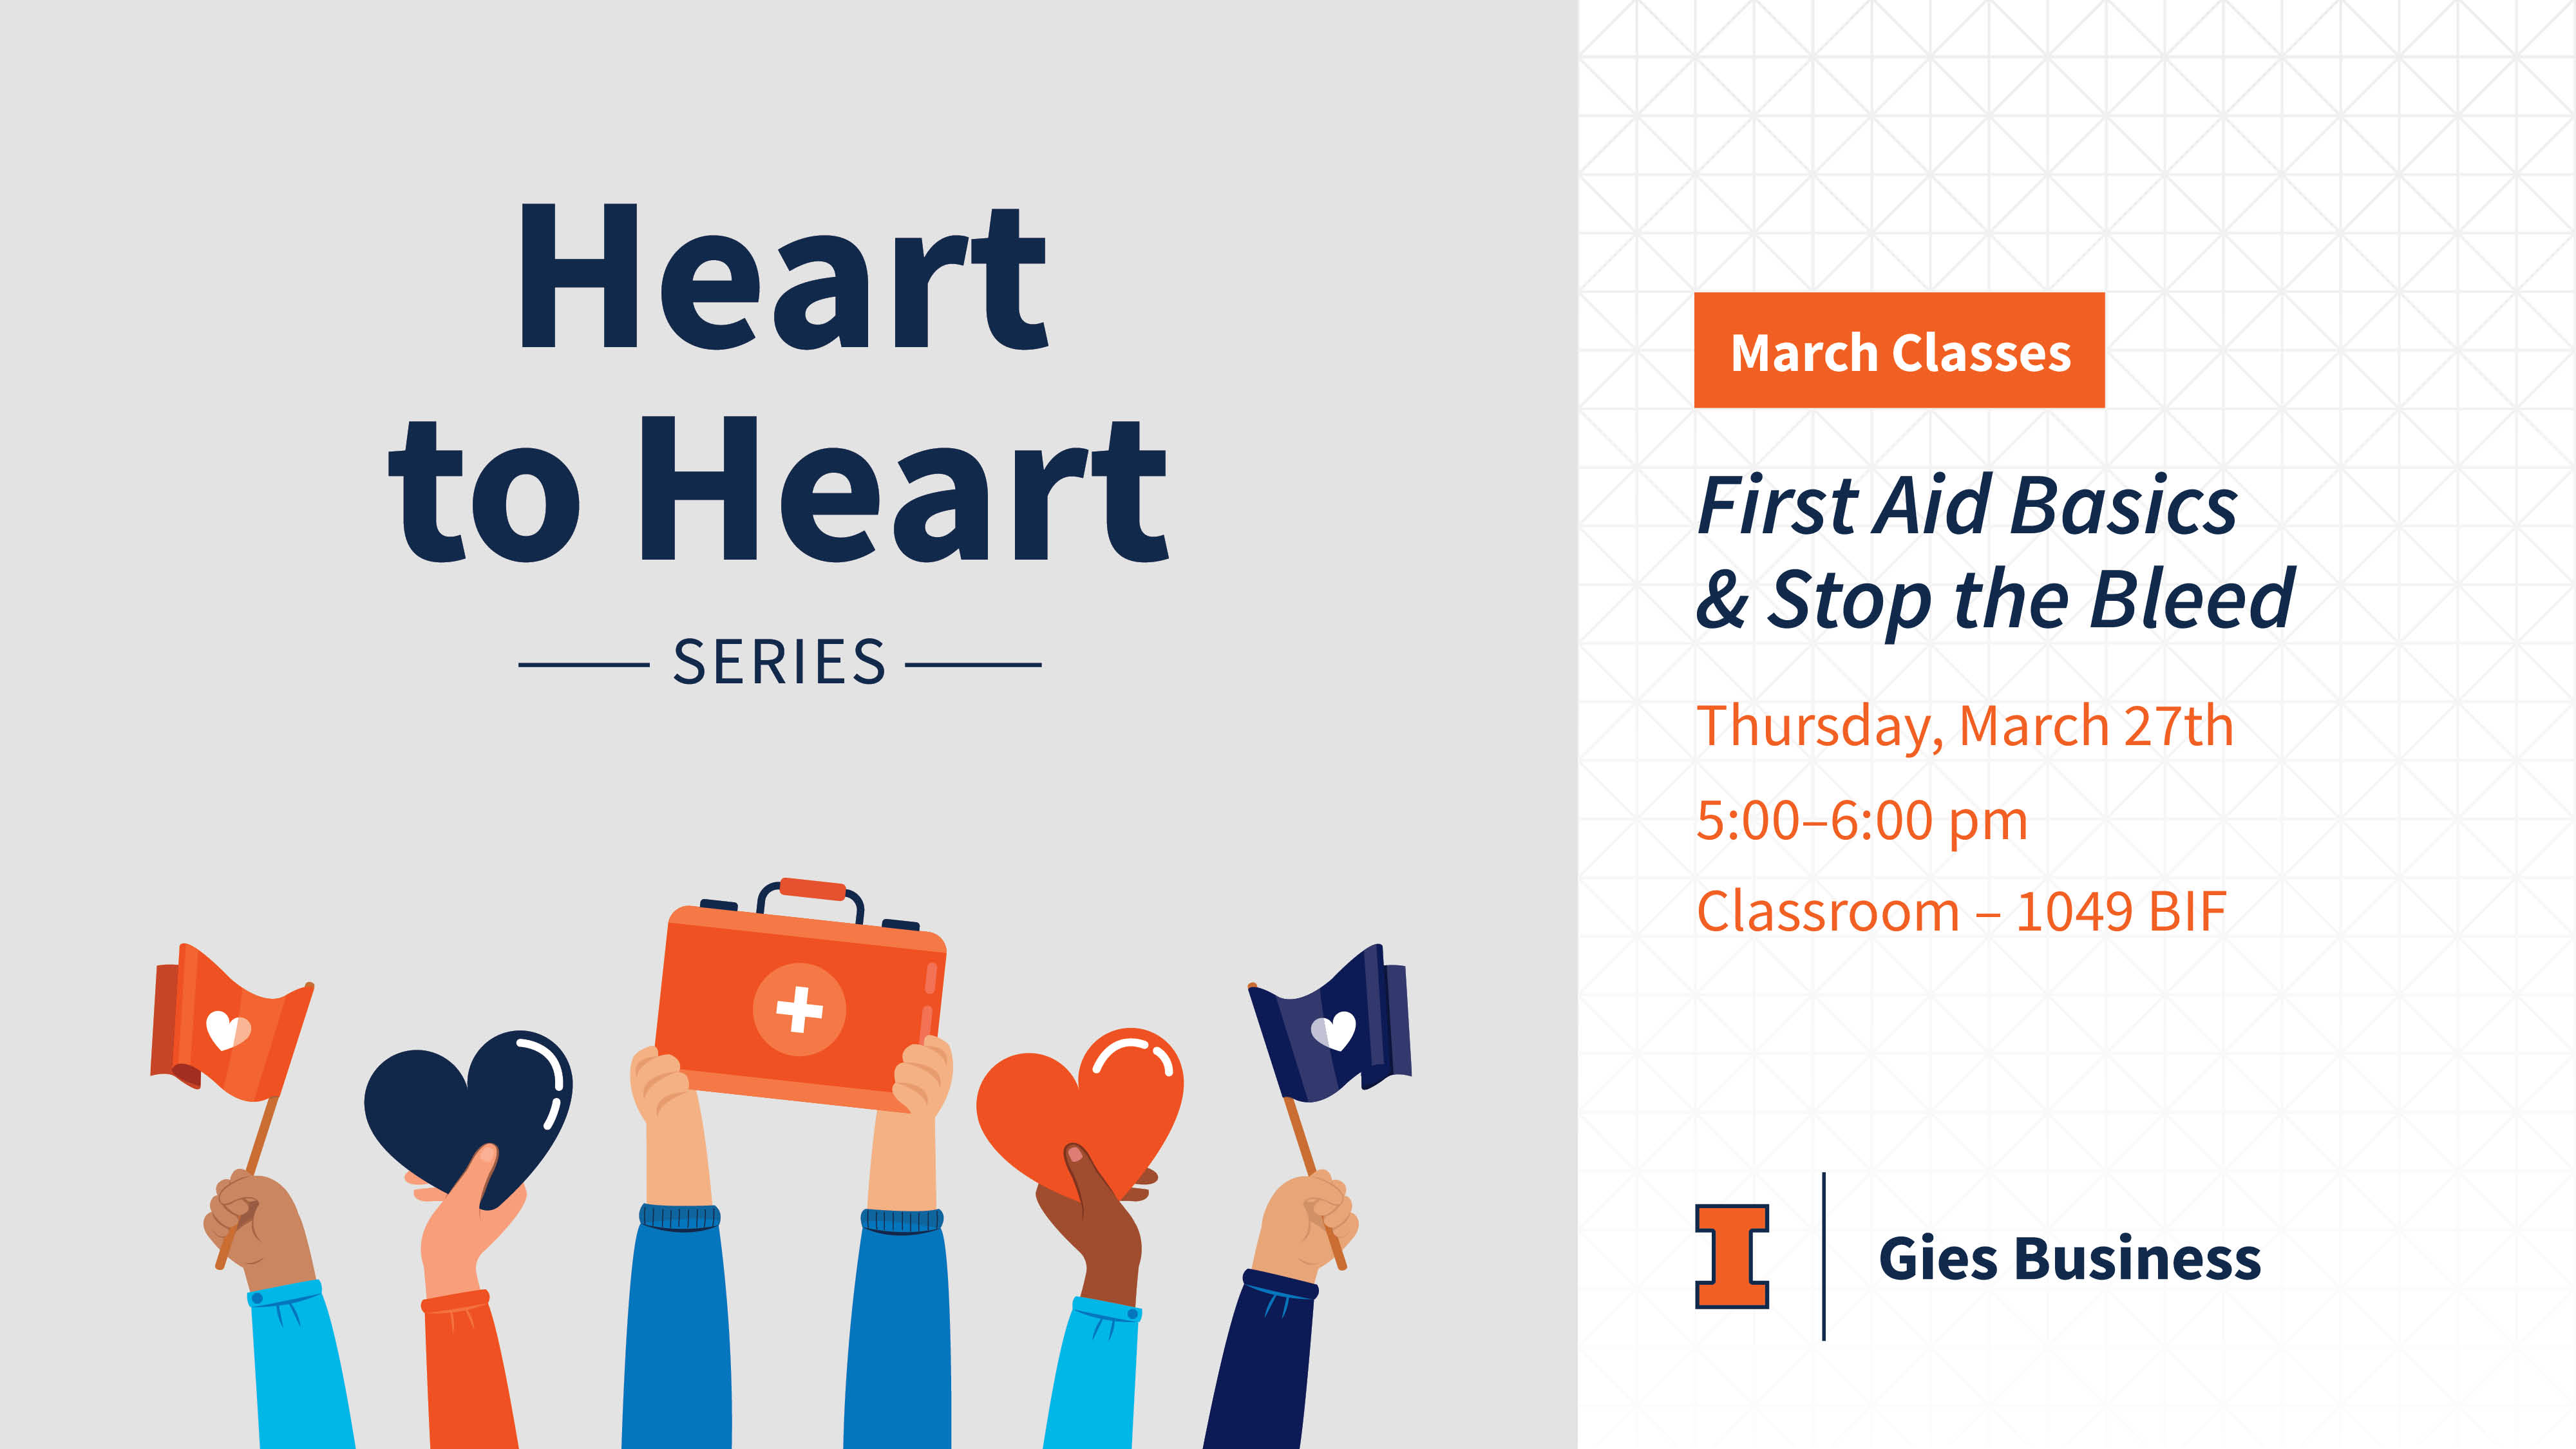 Heart
to Heart
SERIES
March Classes
First Aid Basics
& Stop the Bleed
Thursday, March 27th
5:00–6:00 pm
Classroom – 1049 BIF
I
Gies Business